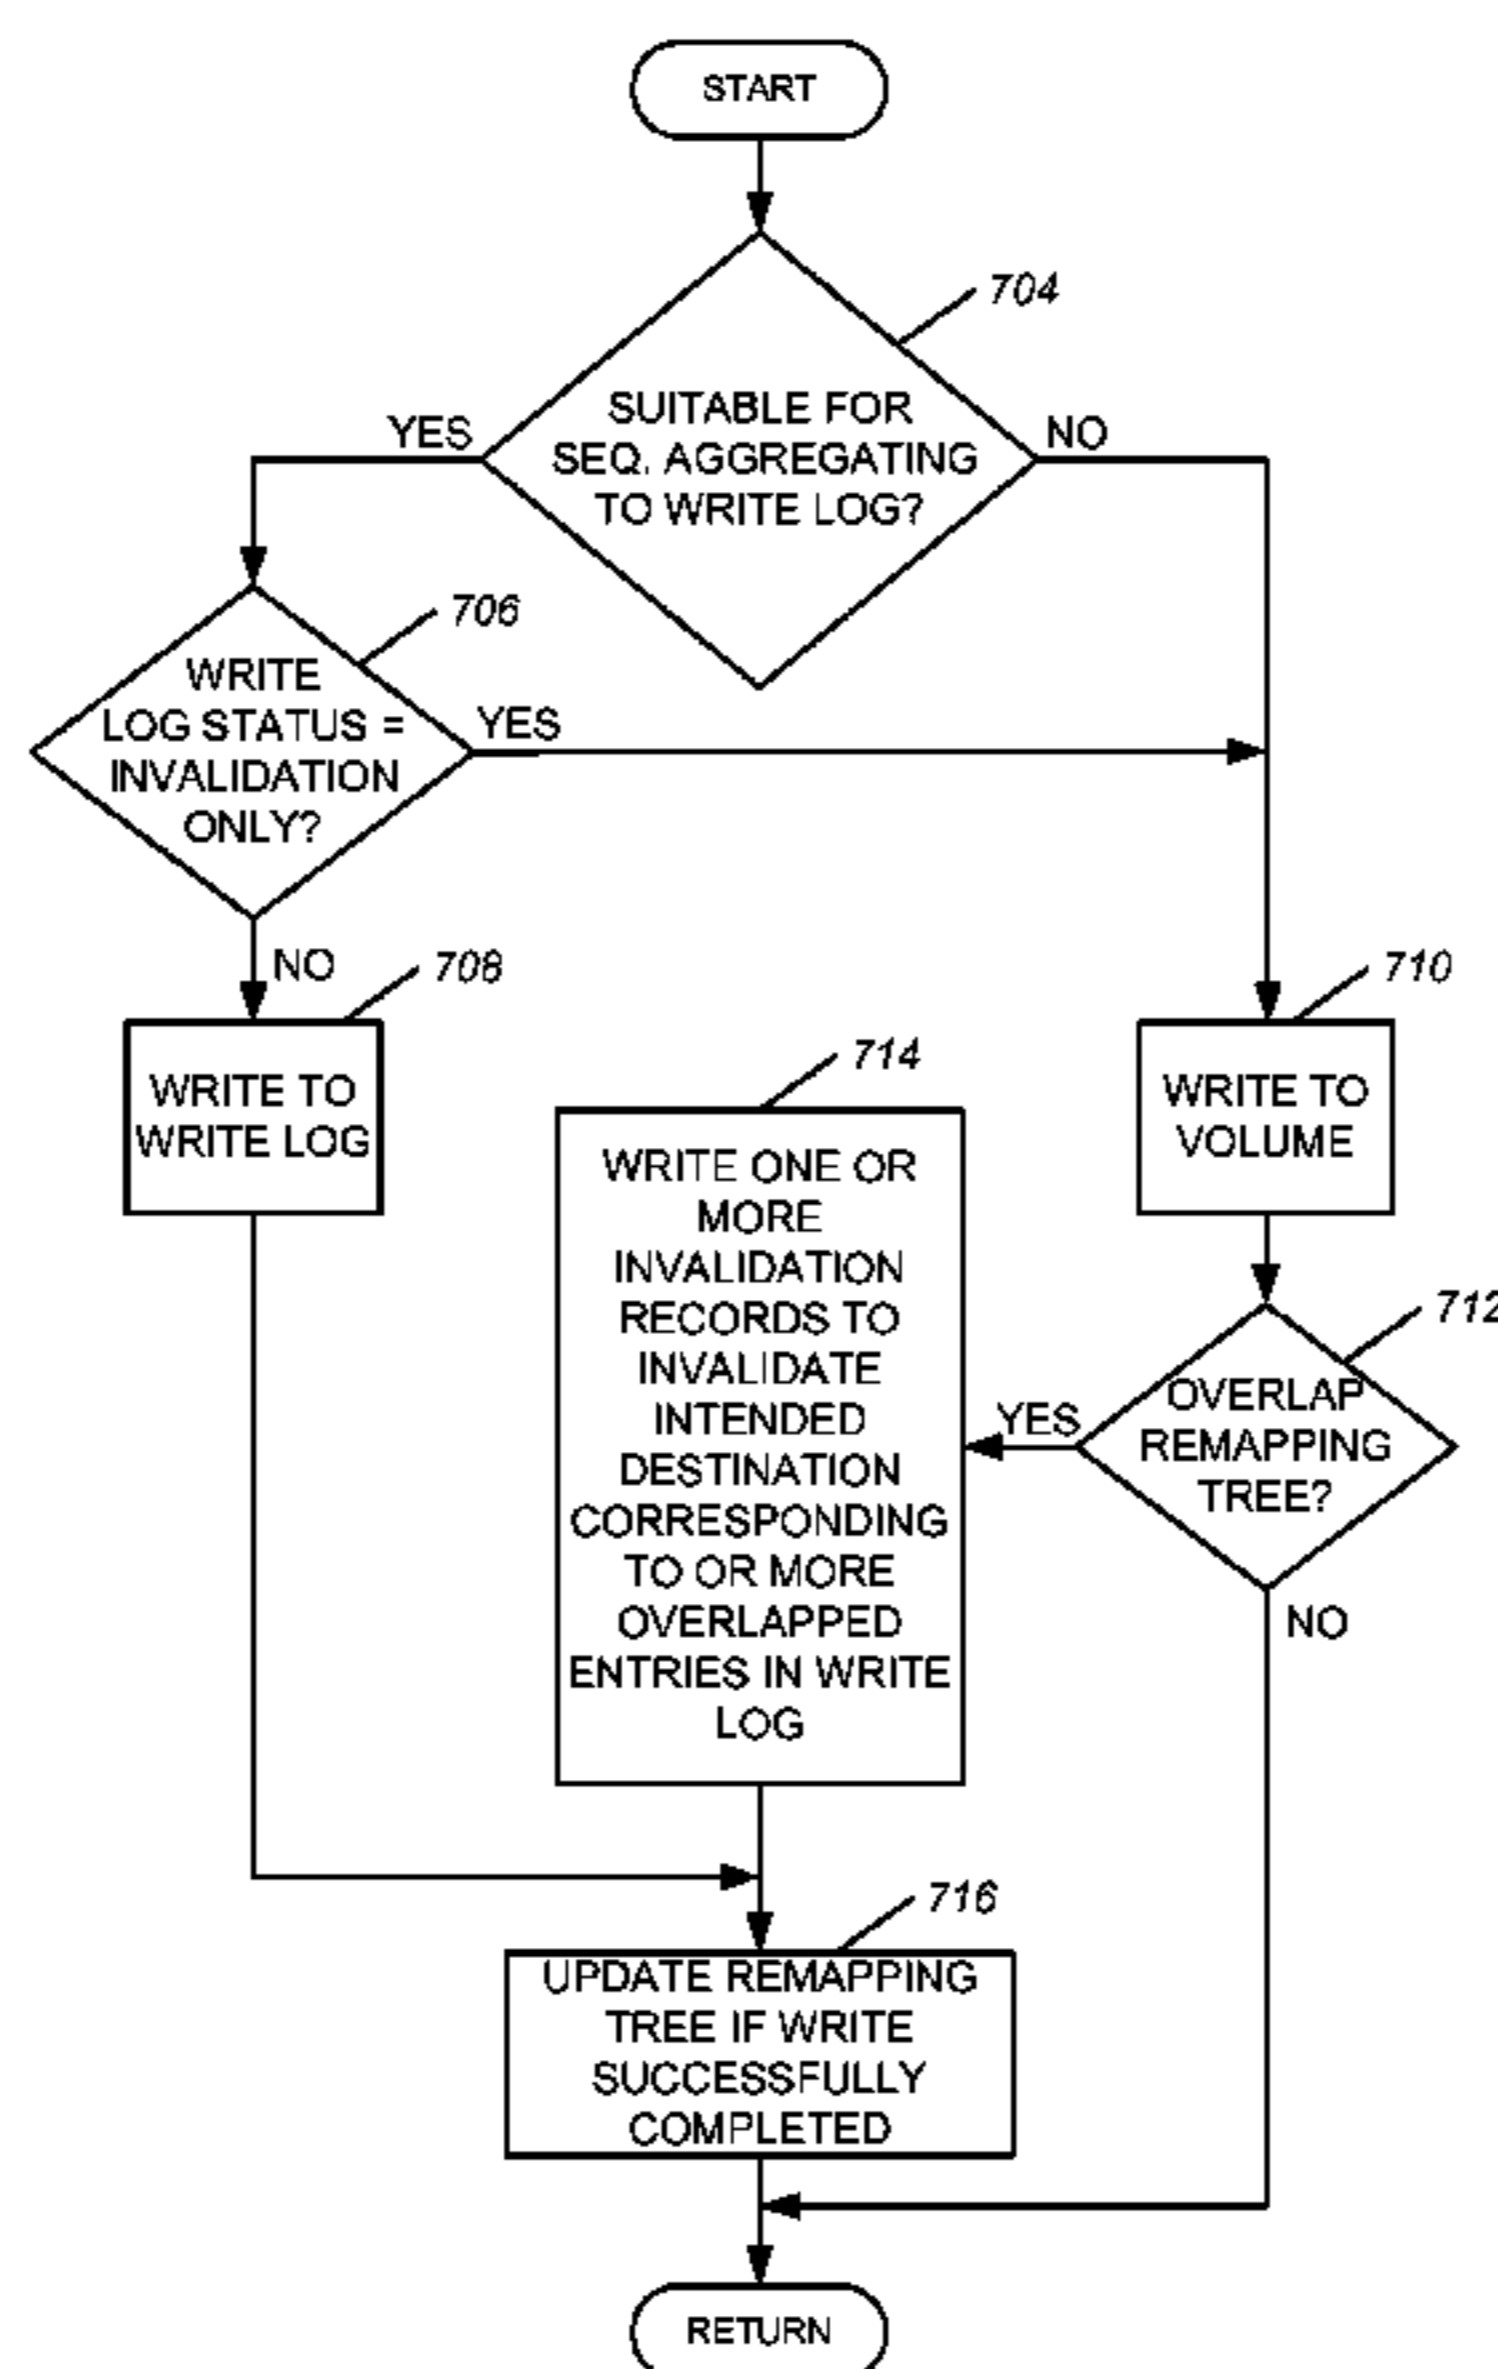 START
704
SUITABLE FOR
SEQ. AGGREGATING
TO WRITE LOG?
YES
NO
706
WRITE
LOG STATUS =
INVALIDATION
ONLY?
YES
NO
708
WRITE TO
WRITE LOG
710
WRITE TO
VOLUME
712
OVERLAP
REMAPPING
TREE?
YES
NO
714
WRITE ONE OR
MORE
INVALIDATION
RECORDS TO
INVALIDATE
INTENDED
DESTINATION
CORRESPONDING
TO OR MORE
OVERLAPPED
ENTRIES IN WRITE
LOG
716
UPDATE REMAPPING
TREE IF WRITE
SUCCESSFULLY
COMPLETED
RETURN